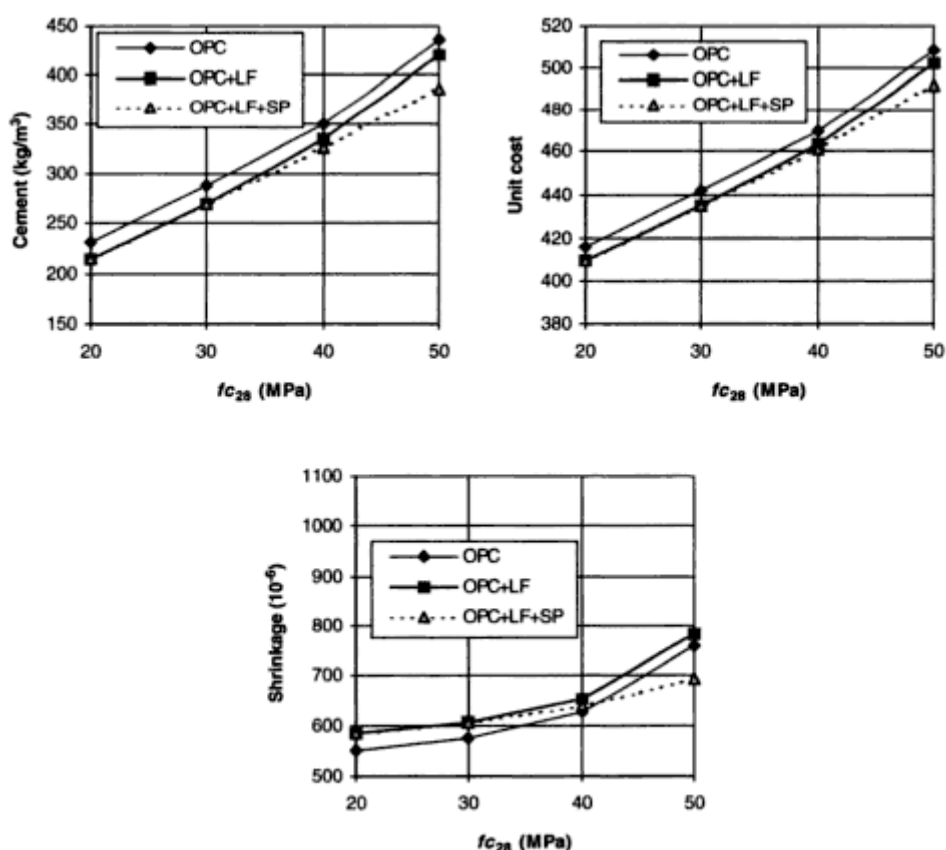 450
400
350
300
250
200
150
Cement (kg/m³)
OPC
OPC+LF
OPC+LF+SP
20 30 40 50
fc₂₈ (MPa)
520
500
480
460
440
420
400
380
Unit cost
OPC
OPC+LF
OPC+LF+SP
20 30 40 50
fc₂₈ (MPa)
1100
1000
900
800
700
600
500
Shrinkage (10⁻⁶)
OPC
OPC+LF
OPC+LF+SP
20 30 40 50
fc₂₈ (MPa)